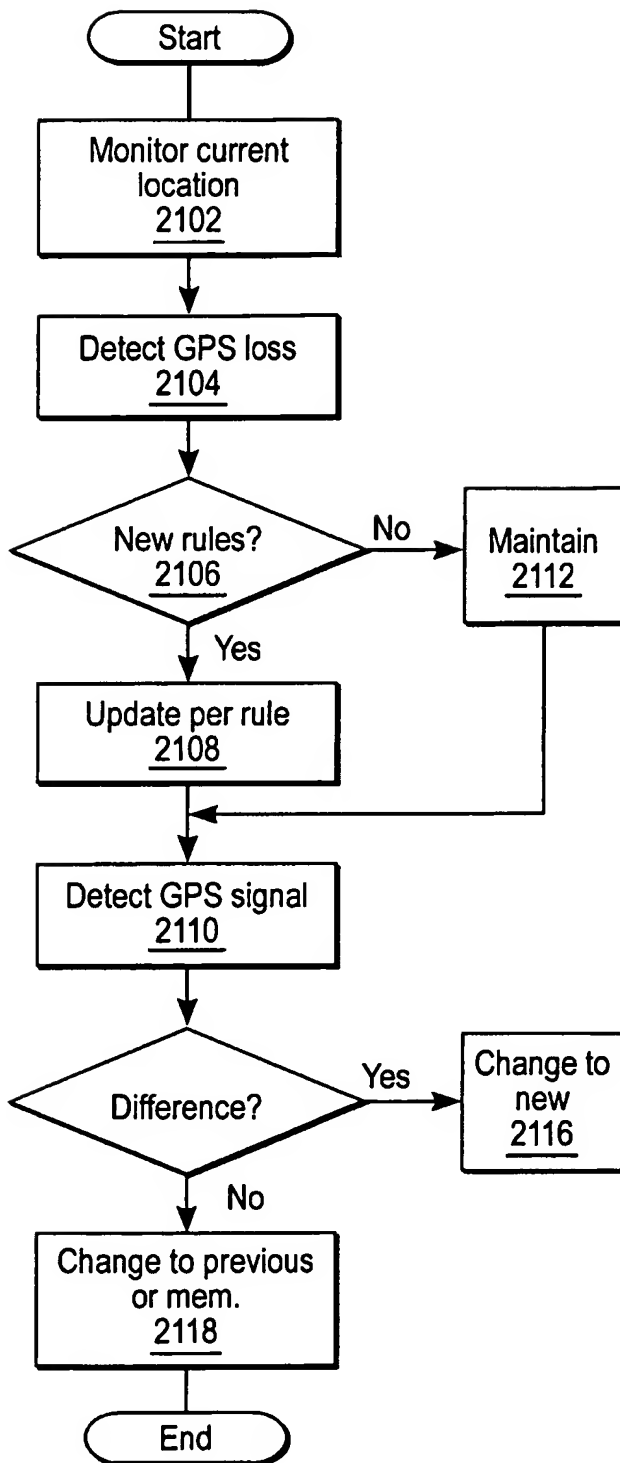 Start
Monitor current
location
2102
Detect GPS loss
2104
New rules?
2106
No
Maintain
2112
Yes
Update per rule
2108
Detect GPS signal
2110
Difference?
Yes
Change to
new
2116
No
Change to previous
or mem.
2118
End